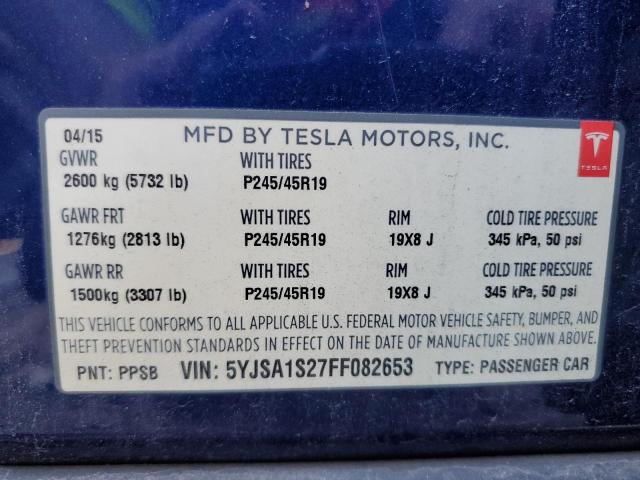 04/15 MFD BY TESLA MOTORS, INC.
TESLA
GVWR WITH TIRES
2600 kg (5732 lb) P245/45R19
GAWR FRT WITH TIRES RIM COLD TIRE PRESSURE
1276kg (2813 lb) P245/45R19 19X8 J 345 kPa, 50 psi
GAWR RR WITH TIRES RIM COLD TIRE PRESSURE
1500kg (3307 lb) P245/45R19 19X8 J 345 kPa, 50 psi
THIS VEHICLE CONFORMS TO ALL APPLICABLE U.S. FEDERAL MOTOR VEHICLE SAFETY, BUMPER, AND
THEFT PREVENTION STANDARDS IN EFFECT ON THE DATE OF MANUFACTURE SHOWN ABOVE.
PNT: PPSB VIN: 5YJSA1S27FF082653 TYPE: PASSENGER CAR